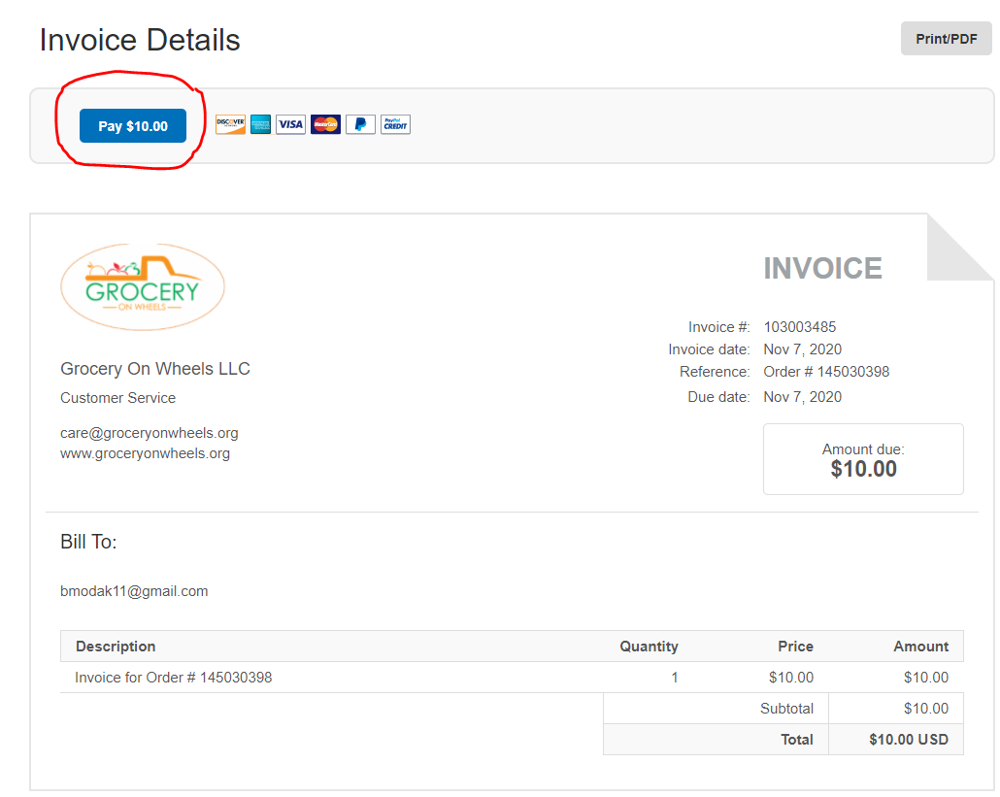 Invoice Details
Print/PDF
Pay $10.00
DISCOVER
VISA
MasterCard
PayPal
CREDIT
GROCERY
ON WHEELS
INVOICE
Invoice #: 103003485
Invoice date: Nov 7, 2020
Reference: Order # 145030398
Due date: Nov 7, 2020
Grocery On Wheels LLC
Customer Service
care@groceryonwheels.org
www.groceryonwheels.org
Amount due:
$10.00
Bill To:
bmodak11@gmail.com
Description Quantity Price Amount
Invoice for Order # 145030398 1 $10.00 $10.00
Subtotal $10.00
Total $10.00 USD